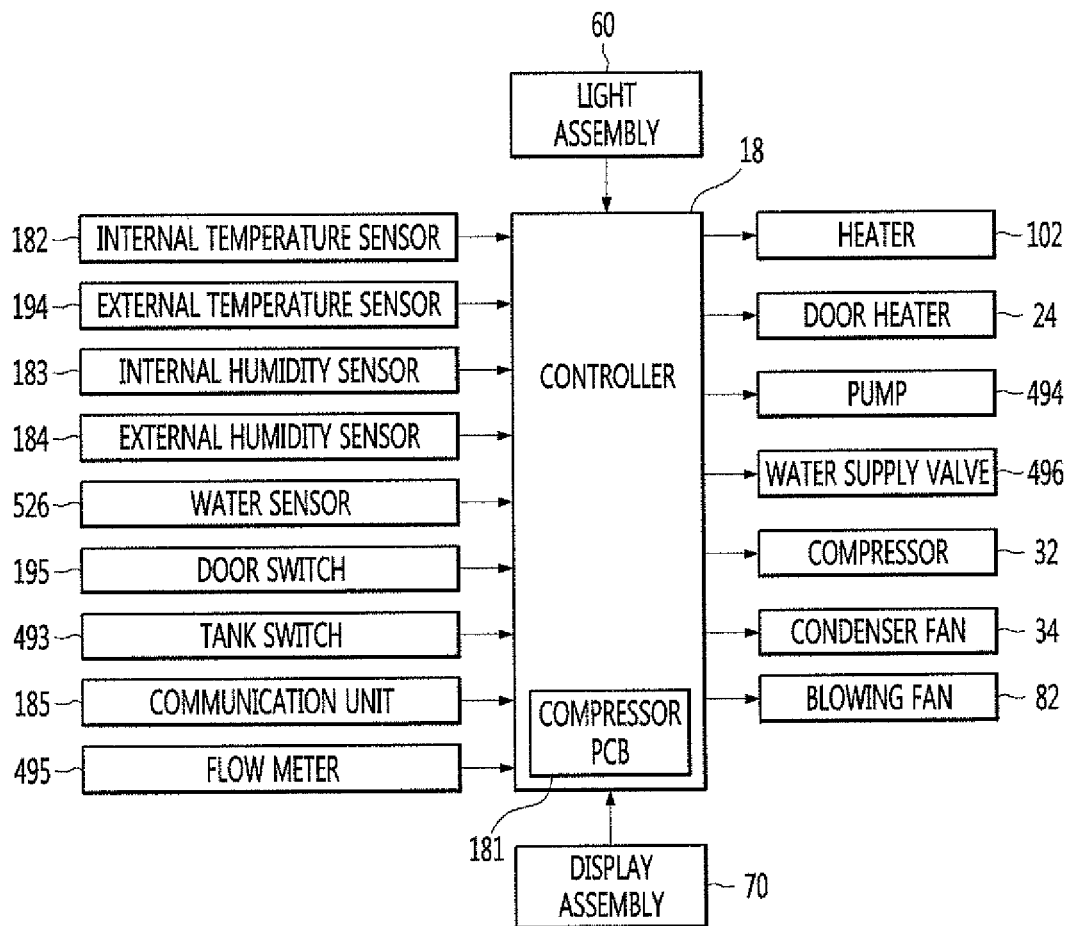 60
LIGHT
ASSEMBLY
18
182 INTERNAL TEMPERATURE SENSOR
HEATER 102
194 EXTERNAL TEMPERATURE SENSOR
DOOR HEATER 24
183 INTERNAL HUMIDITY SENSOR
CONTROLLER
PUMP 494
184 EXTERNAL HUMIDITY SENSOR
WATER SUPPLY VALVE 496
526 WATER SENSOR
COMPRESSOR 32
195 DOOR SWITCH
493 TANK SWITCH
CONDENSER FAN 34
185 COMMUNICATION UNIT
COMPRESSOR
PCB
BLOWING FAN 82
495 FLOW METER
181
DISPLAY
ASSEMBLY
70